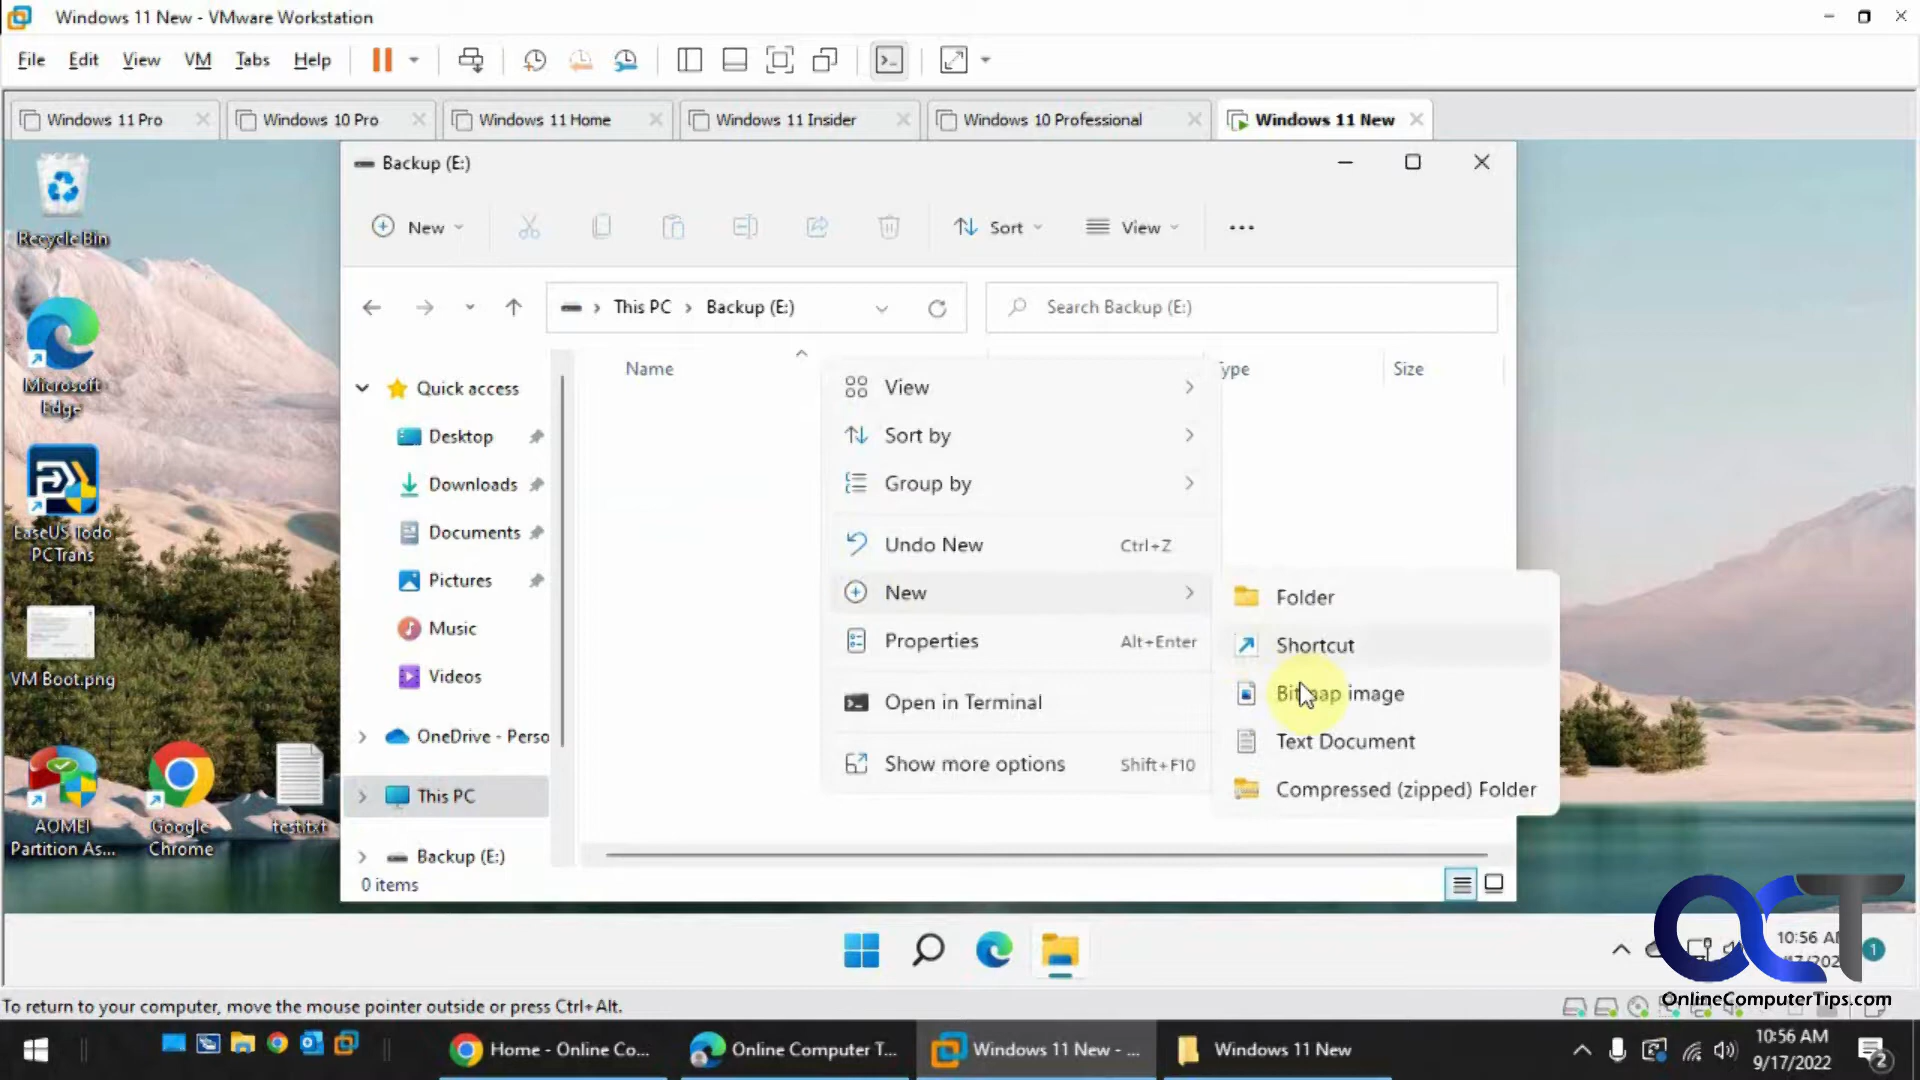 Windows 11 New - VMware Workstation
File Edit View VM Tabs Help
Windows 11 Pro Windows 10 Pro Windows 11 Home Windows 11 Insider Windows 10 Professional Windows 11 New
Recycle Bin
Microsoft
Edge
EaseUS Todo
PCTrans
VM Boot.png
AOMEI
Partition As...
Google
Chrome
test.txt
Backup (E:)
New Sort View
This PC Backup (E:) Search Backup (E:)
Name Size
Quick access
Desktop
Downloads
Documents
Pictures
Music
Videos
OneDrive - Perso
This PC
Backup (E:)
0 items
View
Sort by
Group by
Undo New Ctrl+Z
New
Properties Alt+Enter
Open in Terminal
Show more options Shift+F10
Folder
Shortcut
Bitmap image
Text Document
Compressed (zipped) Folder
10:56 A
1
OCT
OnlineComputerTips.com
To return to your computer, move the mouse pointer outside or press Ctrl+Alt.
Home - Online Co... Online Computer T... Windows 11 New - ... Windows 11 New
10:56 AM
9/17/2022
2